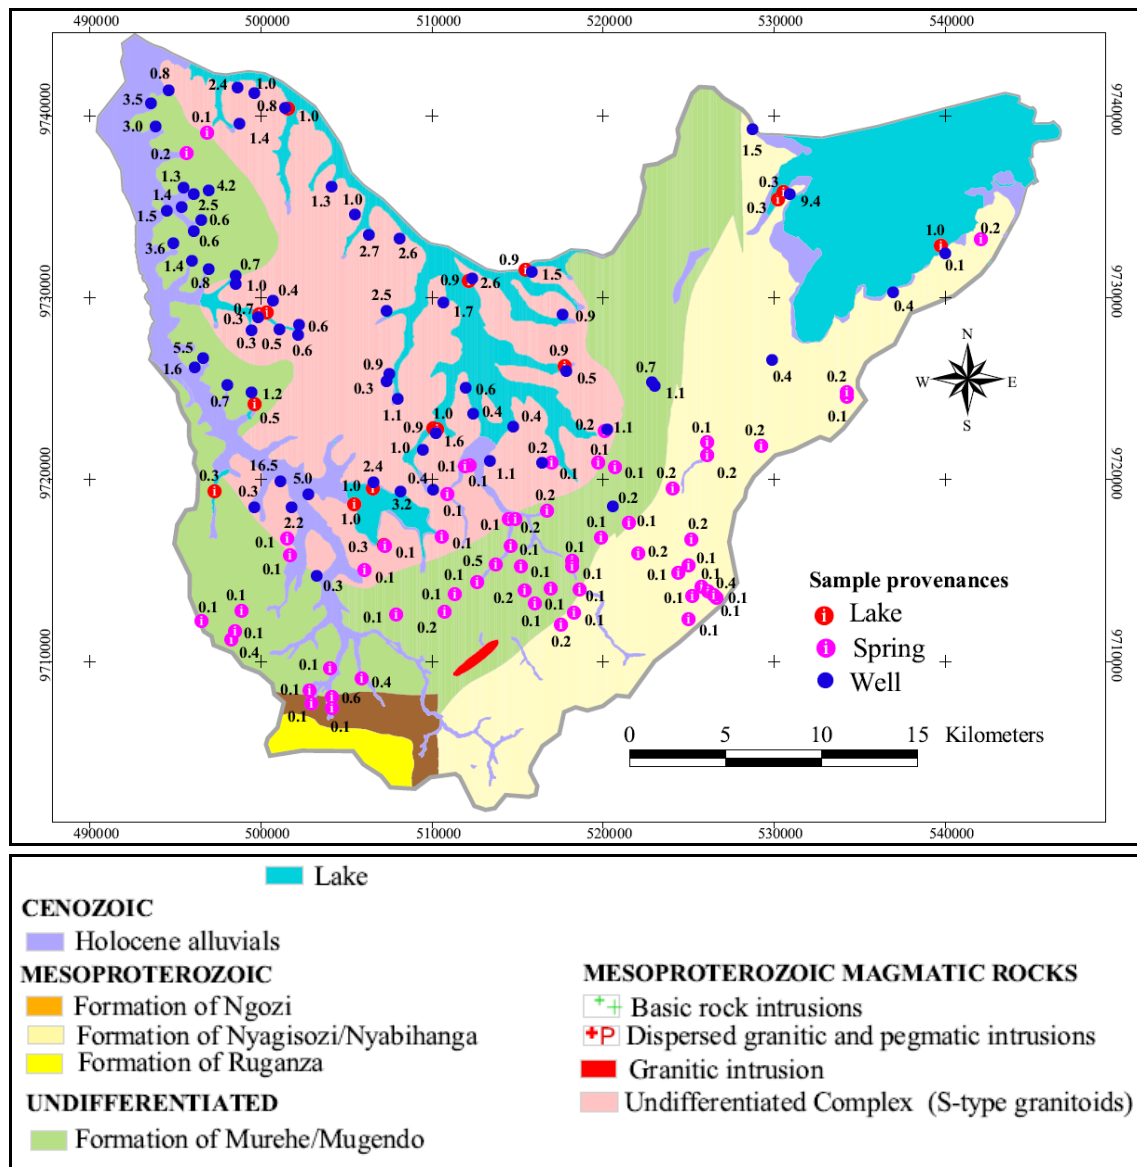 490000 500000 510000 520000 530000 540000
9740000 9740000
9730000 9730000
9720000 9720000
9710000 9710000
0.8 2.4 1.0
3.5 0.1 0.8 1.0
3.0 1.4 1.5
0.2
1.3 4.2 1.3 1.0 0.3
1.4 2.5 9.4
1.5 0.6 0.3
0.6 2.7 2.6 1.0 0.2
3.6
1.4 0.7 0.9 0.1
0.8 1.0 0.4 0.9 2.6 1.5
0.7 2.5 1.7 0.9 0.4
0.3 0.6
0.3 0.5 0.6
5.5 0.9 0.9 0.7
1.6 0.3 0.5 0.4 0.2
0.7 1.2 0.6 1.1
0.5 1.1 1.0 0.4 0.4 0.1
0.9 1.6 0.2 1.1 0.1 0.2
1.0 0.2 0.1
16.5 2.4 0.1 0.1 1.1 0.1 0.1 0.2 0.2
0.3 5.0 1.0 0.4
0.3 3.2 0.1 0.2 0.2
2.2 1.0 0.1 0.2 0.1 0.2
0.1 0.3 0.1 0.1
0.1 0.5 0.2 0.1
0.3 0.1 0.1 0.1 0.1 0.1 0.1 0.4
0.1 0.1 0.2 0.1 0.1 0.1 0.1
0.1 0.1 0.2 0.1 0.1 0.1
0.4 0.2
0.1 0.4
0.1 0.6
0.1 0.1
N
W E
S
Sample provenances
i Lake
i Spring
Well
0 5 10 15 Kilometers
490000 500000 510000 520000 530000 540000
Lake
CENOZOIC
Holocene alluvials
MESOPROTEROZOIC
Formation of Ngozi
Formation of Nyagisozi/Nyabihanga
Formation of Ruganza
UNDIFFERENTIATED
Formation of Murehe/Mugendo
MESOPROTEROZOIC MAGMATIC ROCKS
++ Basic rock intrusions
+P Dispersed granitic and pegmatic intrusions
Granitic intrusion
Undifferentiated Complex (S-type granitoids)